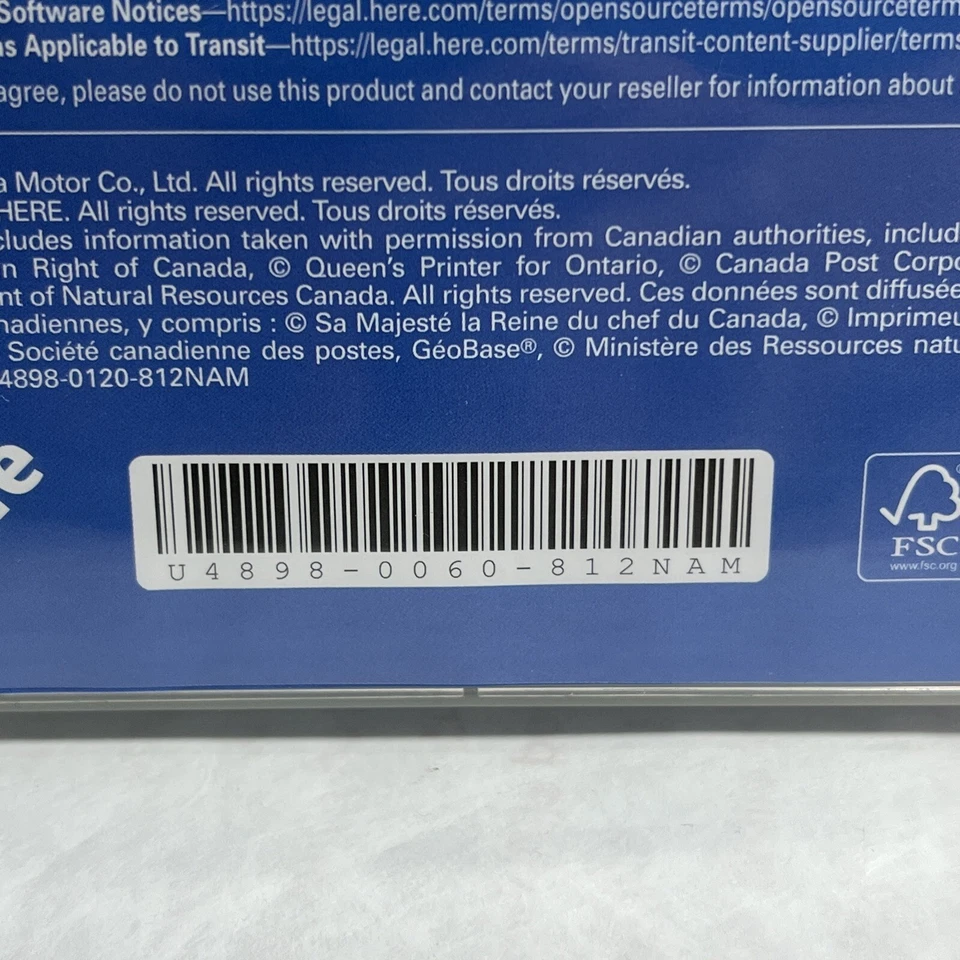 Software Notices—https://legal.here.com/terms/opensourceterms/opensourceterm
as Applicable to Transit—https://legal.here.com/terms/transit-content-supplier/terms
agree, please do not use this product and contact your reseller for information about
a Motor Co., Ltd. All rights reserved. Tous droits réservés.
HERE. All rights reserved. Tous droits réservés.
cludes information taken with permission from Canadian authorities, includ
n Right of Canada, © Queen's Printer for Ontario, © Canada Post Corpo
nt of Natural Resources Canada. All rights reserved. Ces données sont diffusée
nadiennes, y compris : © Sa Majesté la Reine du chef du Canada, © Imprimeu
Société canadienne des postes, GéoBase®, © Ministère des Ressources natu
4898-0120-812NAM
re
U4898-0060-812NAM
FSC
www.fsc.org